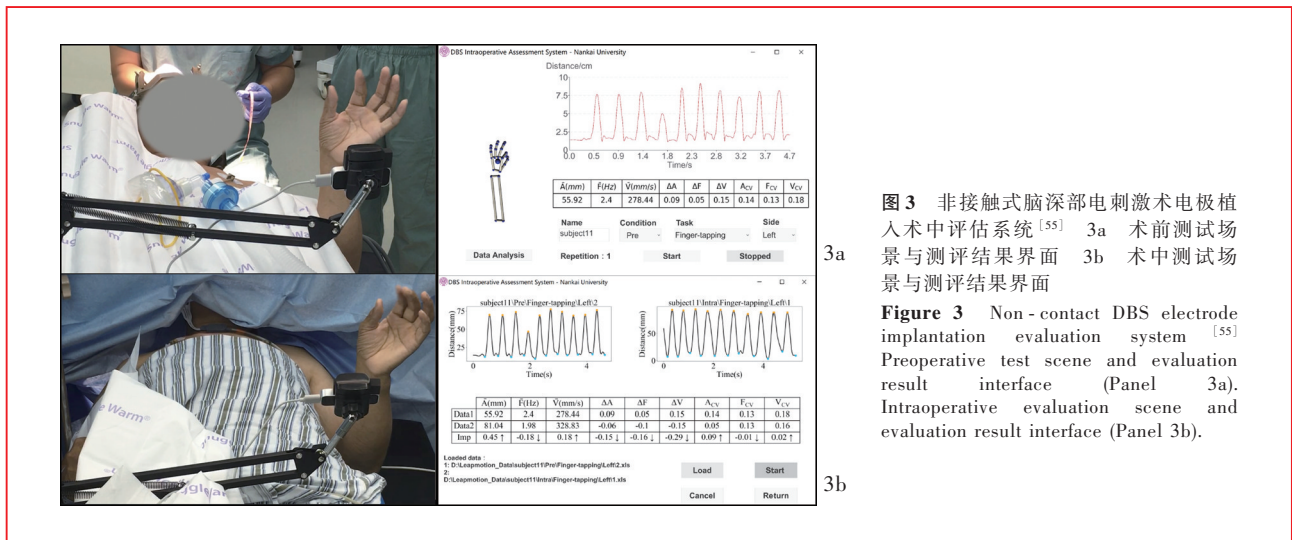 DBS Intraoperative Assessment System - Nankai University
Distance/cm
10
7.5
5
2.5
0.0 0.5 0.9 1.4 1.8 2.3 2.8 3.2 3.7 4.7
Time/s
Ā(mm) F̄(Hz) V̄(mm/s) ΔA ΔF ΔV A_CV F_CV V_CV
55.92 2.4 278.44 0.09 0.05 0.15 0.14 0.13 0.18
Name Condition Task Side
subject11 Pre Finger-tapping Left
Data Analysis Repetition : 1 Start Stopped
3a
DBS Intraoperative Assessment System - Nankai University
subject11\Pre\Finger-tapping\Left\2
Distance(mm)
75
50
25
0 2 4
Time(s)
subject11\Intra\Finger-tapping\Left\1
Distance(mm)
50
0
0 2 4
Time(s)
Ā(mm) F̄(Hz) V̄(mm/s) ΔA ΔF ΔV A_CV F_CV V_CV
Data1 55.92 2.4 278.44 0.09 0.05 0.15 0.14 0.13 0.18
Data2 81.04 1.98 328.83 -0.06 -0.1 -0.15 0.05 0.13 0.16
Imp 0.45 ↑ -0.18 ↓ 0.18 ↑ -0.15 ↓ -0.16 ↓ -0.29 ↓ 0.09 ↑ -0.01 ↓ 0.02 ↑
Loaded data :
1: D:\Leapmotion_Data\subject11\Pre\Finger-tapping\Left\2.xls
2:
D:\Leapmotion_Data\subject11\Intra\Finger-tapping\Left\1.xls
Load Start
Cancel Return
3b
图3 非接触式脑深部电刺激术电极植
入术中评估系统[55] 3a 术前测试场
景与测评结果界面 3b 术中测试场
景与测评结果界面
Figure 3 Non-contact DBS electrode
implantation evaluation system [55]
Preoperative test scene and evaluation
result interface (Panel 3a).
Intraoperative evaluation scene and
evaluation result interface (Panel 3b).